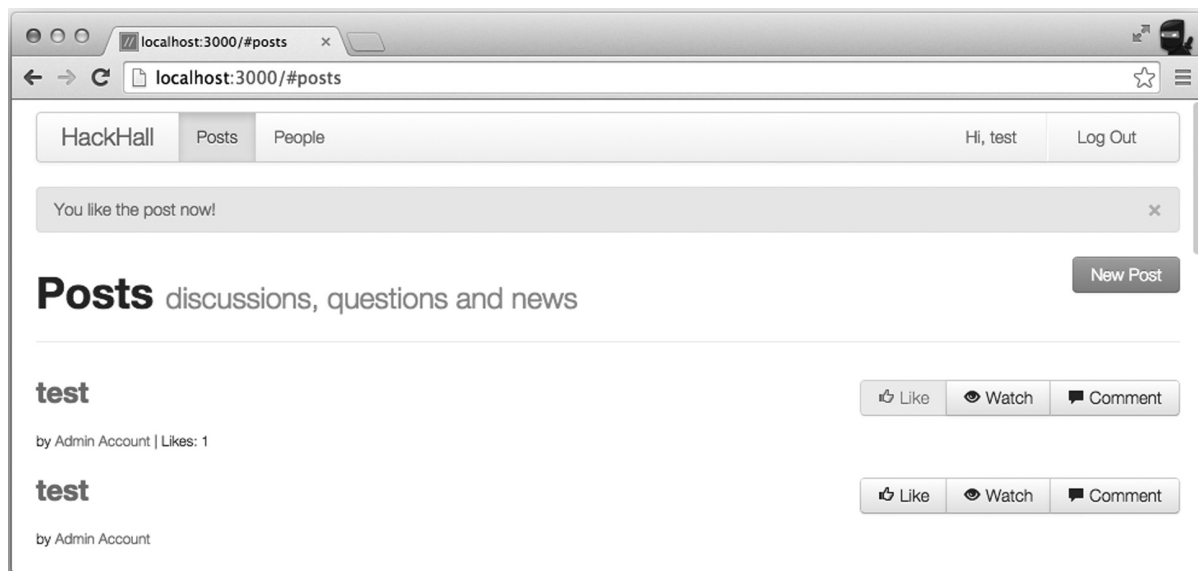 localhost:3000/#posts ×
localhost:3000/#posts
HackHall Posts People Hi, test Log Out
You like the post now! ×
New Post
Posts discussions, questions and news
test
Like Watch Comment
by Admin Account | Likes: 1
test
Like Watch Comment
by Admin Account